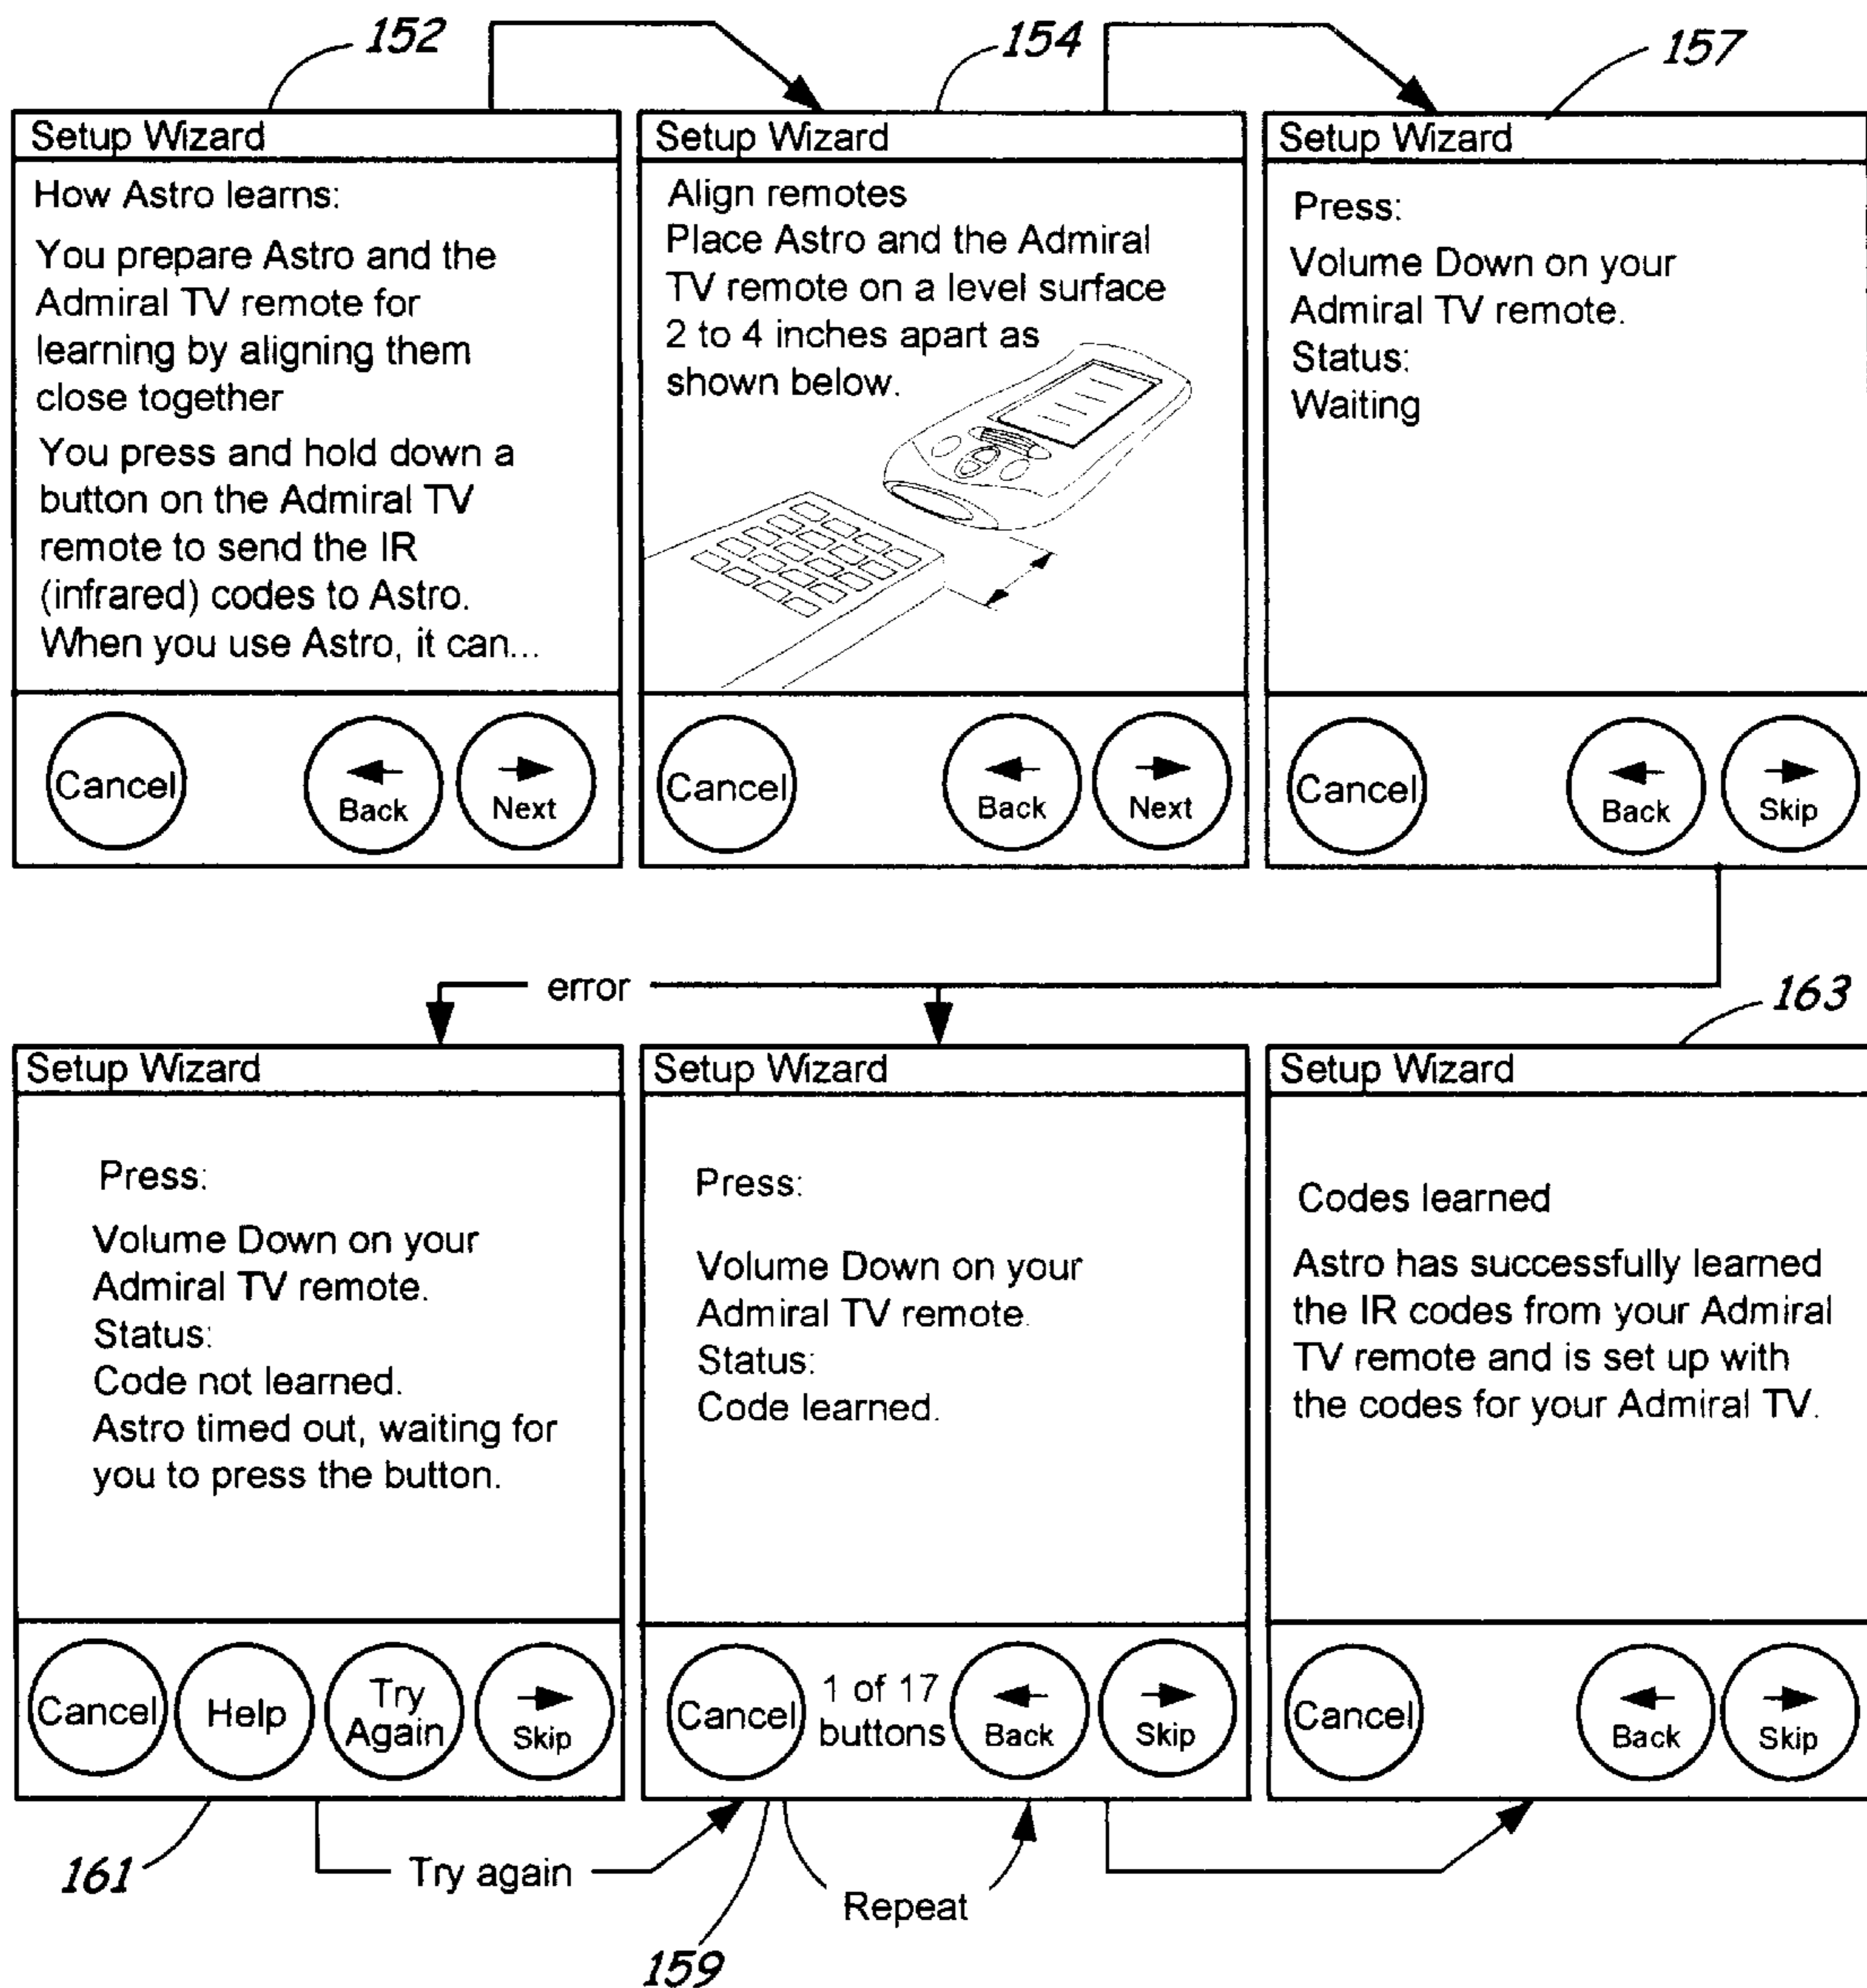 152
154
157
Setup Wizard
How Astro learns:
You prepare Astro and the
Admiral TV remote for
learning by aligning them
close together
You press and hold down a
button on the Admiral TV
remote to send the IR
(infrared) codes to Astro.
When you use Astro, it can...
Cancel
Back
Next
Setup Wizard
Align remotes
Place Astro and the Admiral
TV remote on a level surface
2 to 4 inches apart as
shown below.
Cancel
Back
Next
Setup Wizard
Press:
Volume Down on your
Admiral TV remote.
Status:
Waiting
Cancel
Back
Skip
error
163
Setup Wizard
Press:
Volume Down on your
Admiral TV remote.
Status:
Code not learned.
Astro timed out, waiting for
you to press the button.
Cancel
Help
Try
Again
Skip
Setup Wizard
Press:
Volume Down on your
Admiral TV remote.
Status:
Code learned.
Cancel
1 of 17
buttons
Back
Skip
Setup Wizard
Codes learned
Astro has successfully learned
the IR codes from your Admiral
TV remote and is set up with
the codes for your Admiral TV.
Cancel
Back
Skip
161
Try again
Repeat
159